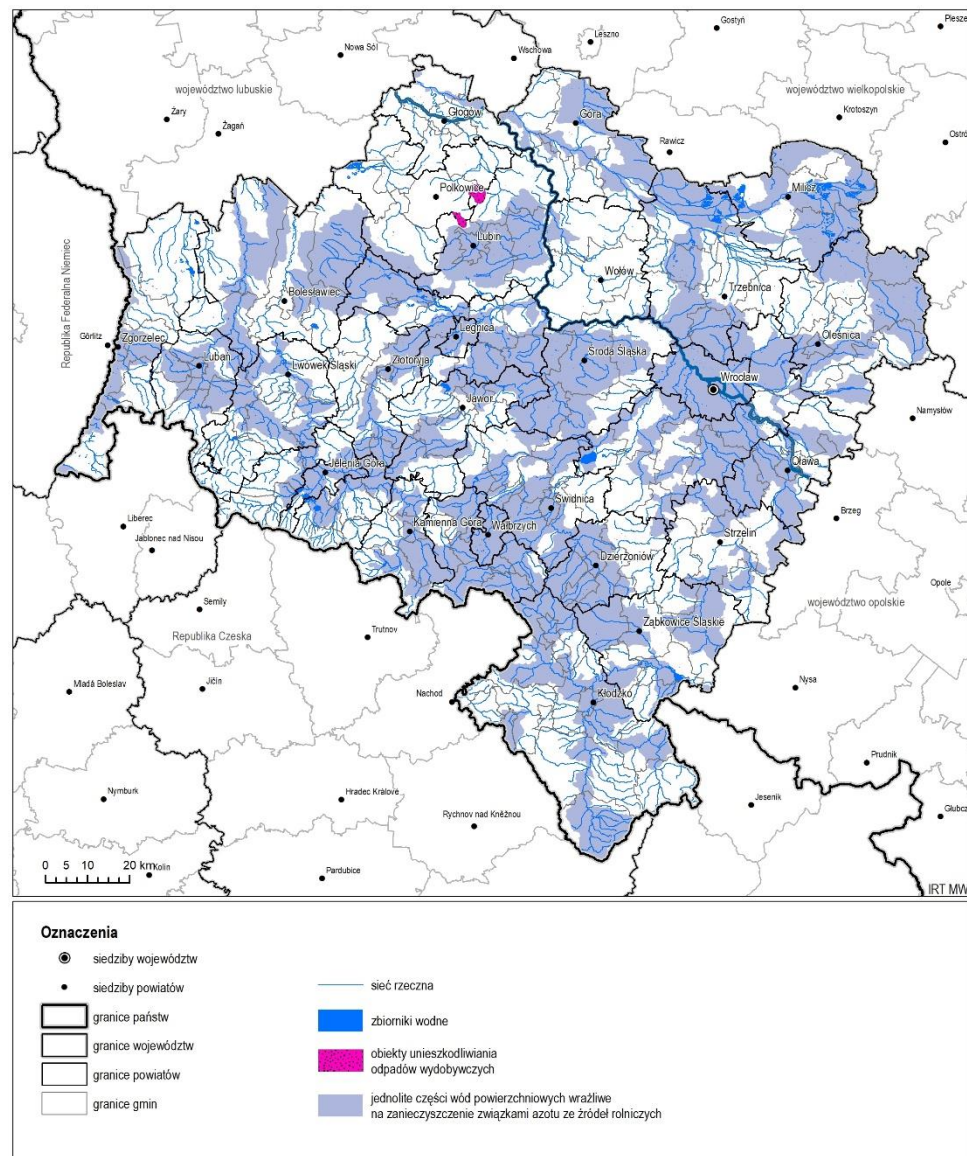 Gostyń
Pleszew
Leszno
Nowa Sól
Wschowa
województwo lubuskie
województwo wielkopolskie
Krotoszyn
Żary
Żagań
Głogów
Góra
Rawicz
Polkowice
Milicz
Lubin
Wołów
Trzebnica
Republika Federalna Niemiec
Bolesławiec
Görlitz
Zgorzelec
Legnica
Oleśnica
Lubań
Lwówek Śląski
Złotoryja
Środa Śląska
Wrocław
Jawor
Namysłów
Jelenia Góra
Oława
Świdnica
Brzeg
Liberec
Jablonec nad Nisou
Kamienna Góra
Wałbrzych
Strzelin
Dzierżoniów
Opole
Semily
województwo opolskie
Republika Czeska
Trutnov
Ząbkowice Śląskie
Mladá Boleslav
Jičín
Nachod
Kłodzko
Nysa
Prudnik
Nymburk
Hradec Králové
Jesenik
Rychnov nad Kněžnou
Głubcz
0 5 10 20 km
Kolín
Pardubice
IRT MW
Oznaczenia
siedziby województw
siedziby powiatów
granice państw
granice województw
granice powiatów
granice gmin
sieć rzeczna
zbiorniki wodne
obiekty unieszkodliwiania
odpadów wydobywczych
jednolite części wód powierzchniowych wrażliwe
na zanieczyszczenie związkami azotu ze źródeł rolniczych